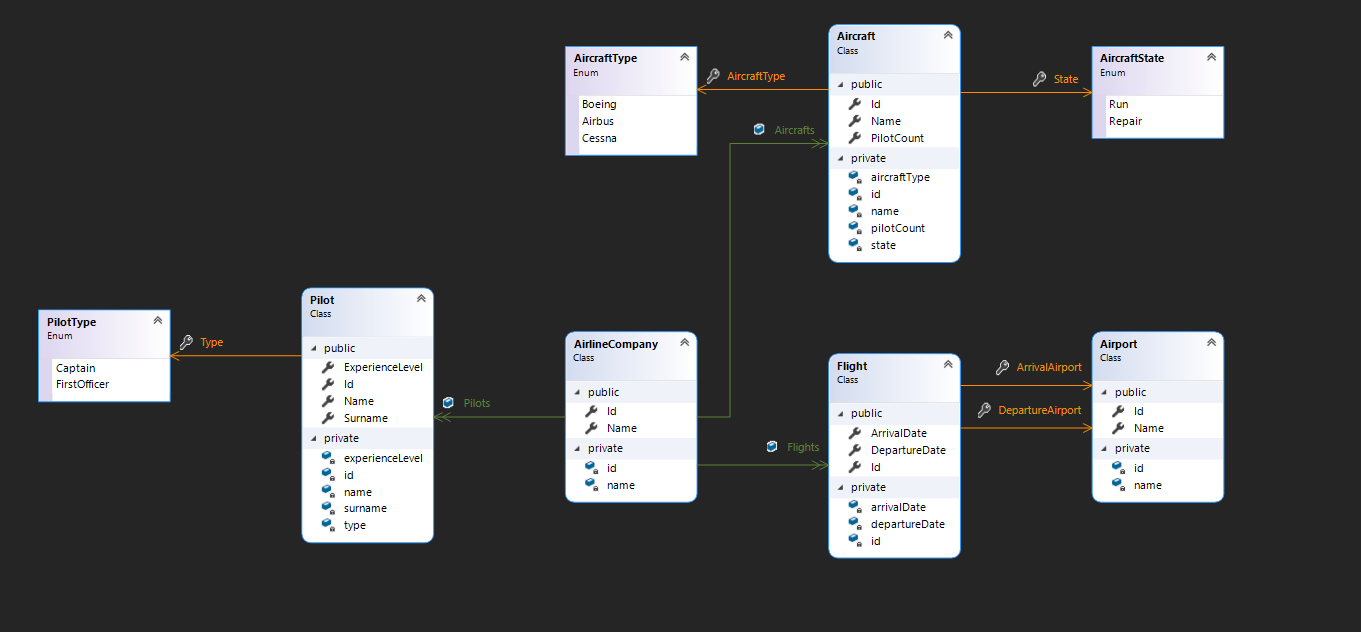 Aircraft
Class
public
Id
Name
PilotCount
private
aircraftType
id
name
pilotCount
state
AircraftType
Enum
Boeing
Airbus
Cessna
AircraftType
State
AircraftState
Enum
Run
Repair
Aircrafts
PilotType
Enum
Captain
FirstOfficer
Type
Pilot
Class
public
ExperienceLevel
Id
Name
Surname
private
experienceLevel
id
name
surname
type
Pilots
AirlineCompany
Class
public
Id
Name
private
id
name
Flights
Flight
Class
public
ArrivalDate
DepartureDate
Id
private
arrivalDate
departureDate
id
ArrivalAirport
DepartureAirport
Airport
Class
public
Id
Name
private
id
name